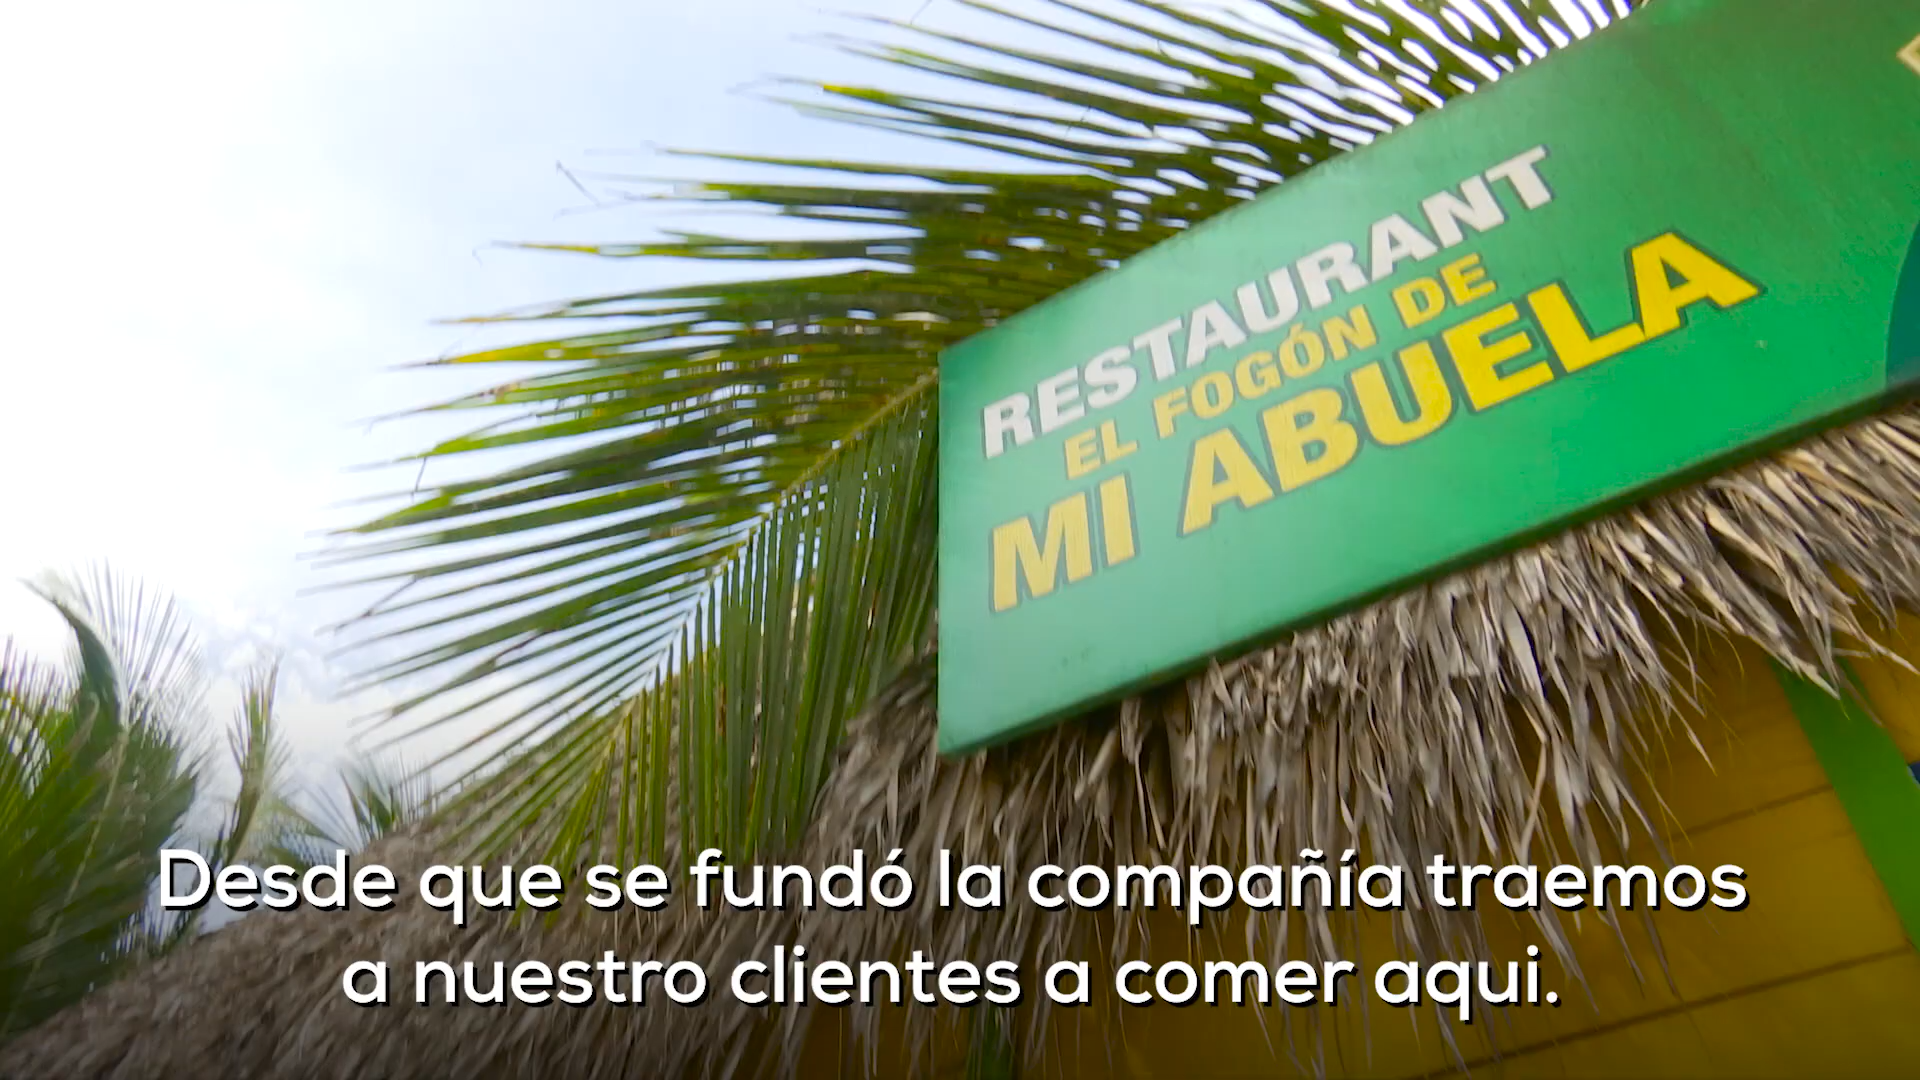 RESTAURANT
EL FOGÓN DE
MI ABUELA
Desde que se fundó la compañía traemos
a nuestro clientes a comer aqui.